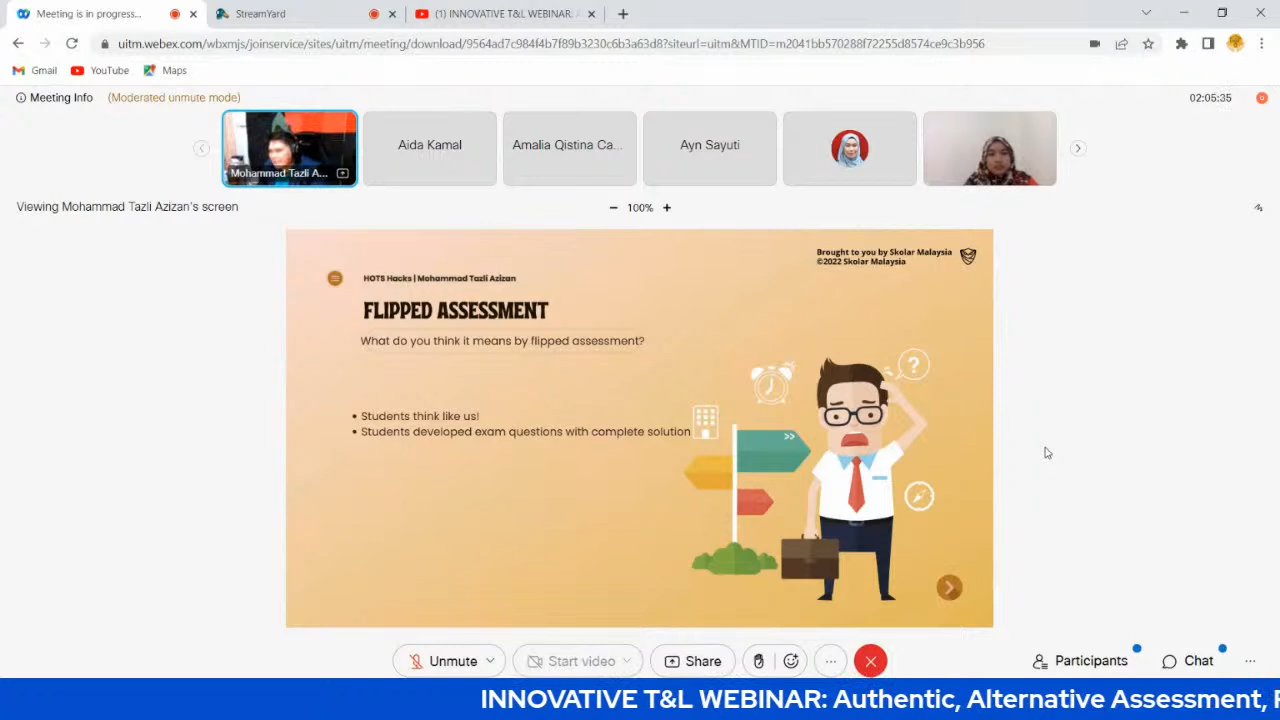 Meeting is in progress...
StreamYard
(1) INNOVATIVE T&L WEBINAR:
uitm.webex.com/wbxmjs/joinservice/sites/uitm/meeting/download/9564ad7c984f4b7f89b3230c6b3a63d8?siteurl=uitm&MTID=m2041bb570288f72255d8574ce9c3b956
Gmail
YouTube
Maps
Meeting Info (Moderated unmute mode)
02:05:35
Mohammad Tazli A...
Aida Kamal
Amalia Qistina Ca...
Ayn Sayuti
Viewing Mohammad Tazli Azizan's screen
100%
Brought to you by Skolar Malaysia
©2022 Skolar Malaysia
HOTS Hacks | Mohammad Tazli Azizan
FLIPPED ASSESSMENT
What do you think it means by flipped assessment?
• Students think like us!
• Students developed exam questions with complete solution
?
Unmute
Start video
Share
Participants
Chat
INNOVATIVE T&L WEBINAR: Authentic, Alternative Assessment,